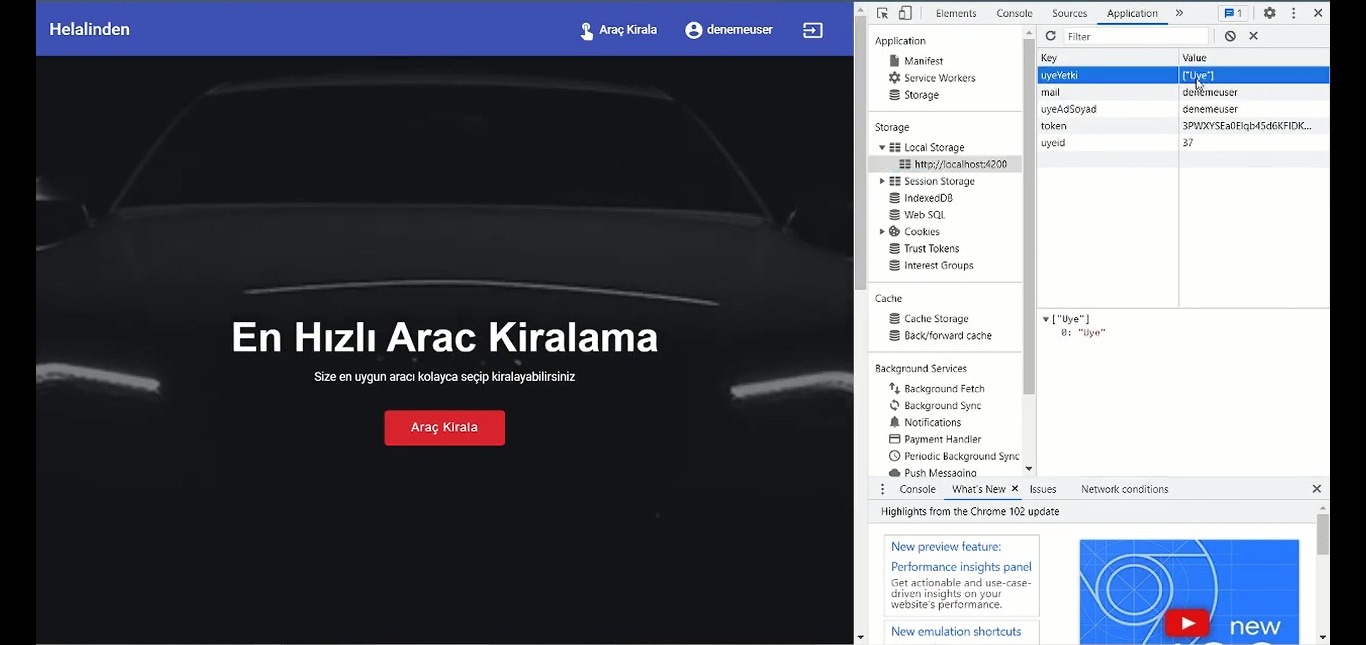 Helalinden
Araç Kirala
denemeuser
En Hızlı Arac Kiralama
Size en uygun aracı kolayca seçip kiralayabilirsiniz
Araç Kirala
Elements Console Sources Application » 1
Application
Manifest
Service Workers
Storage
Storage
Local Storage
http://localhost:4200
Session Storage
IndexedDB
Web SQL
Cookies
Trust Tokens
Interest Groups
Cache
Cache Storage
Back/forward cache
Background Services
Background Fetch
Background Sync
Notifications
Payment Handler
Periodic Background Sync
Push Messaging
Filter
Key Value
uyeYetki ["Uye"]
mail denemeuser
uyeAdSoyad denemeuser
token
uyeid 37
["Uye"]
0: "Uye"
Console What's New Issues Network conditions
Highlights from the Chrome 102 update
New preview feature:
Performance insights panel
Get actionable and use-case-
driven insights on your
website's performance.
New emulation shortcuts
new